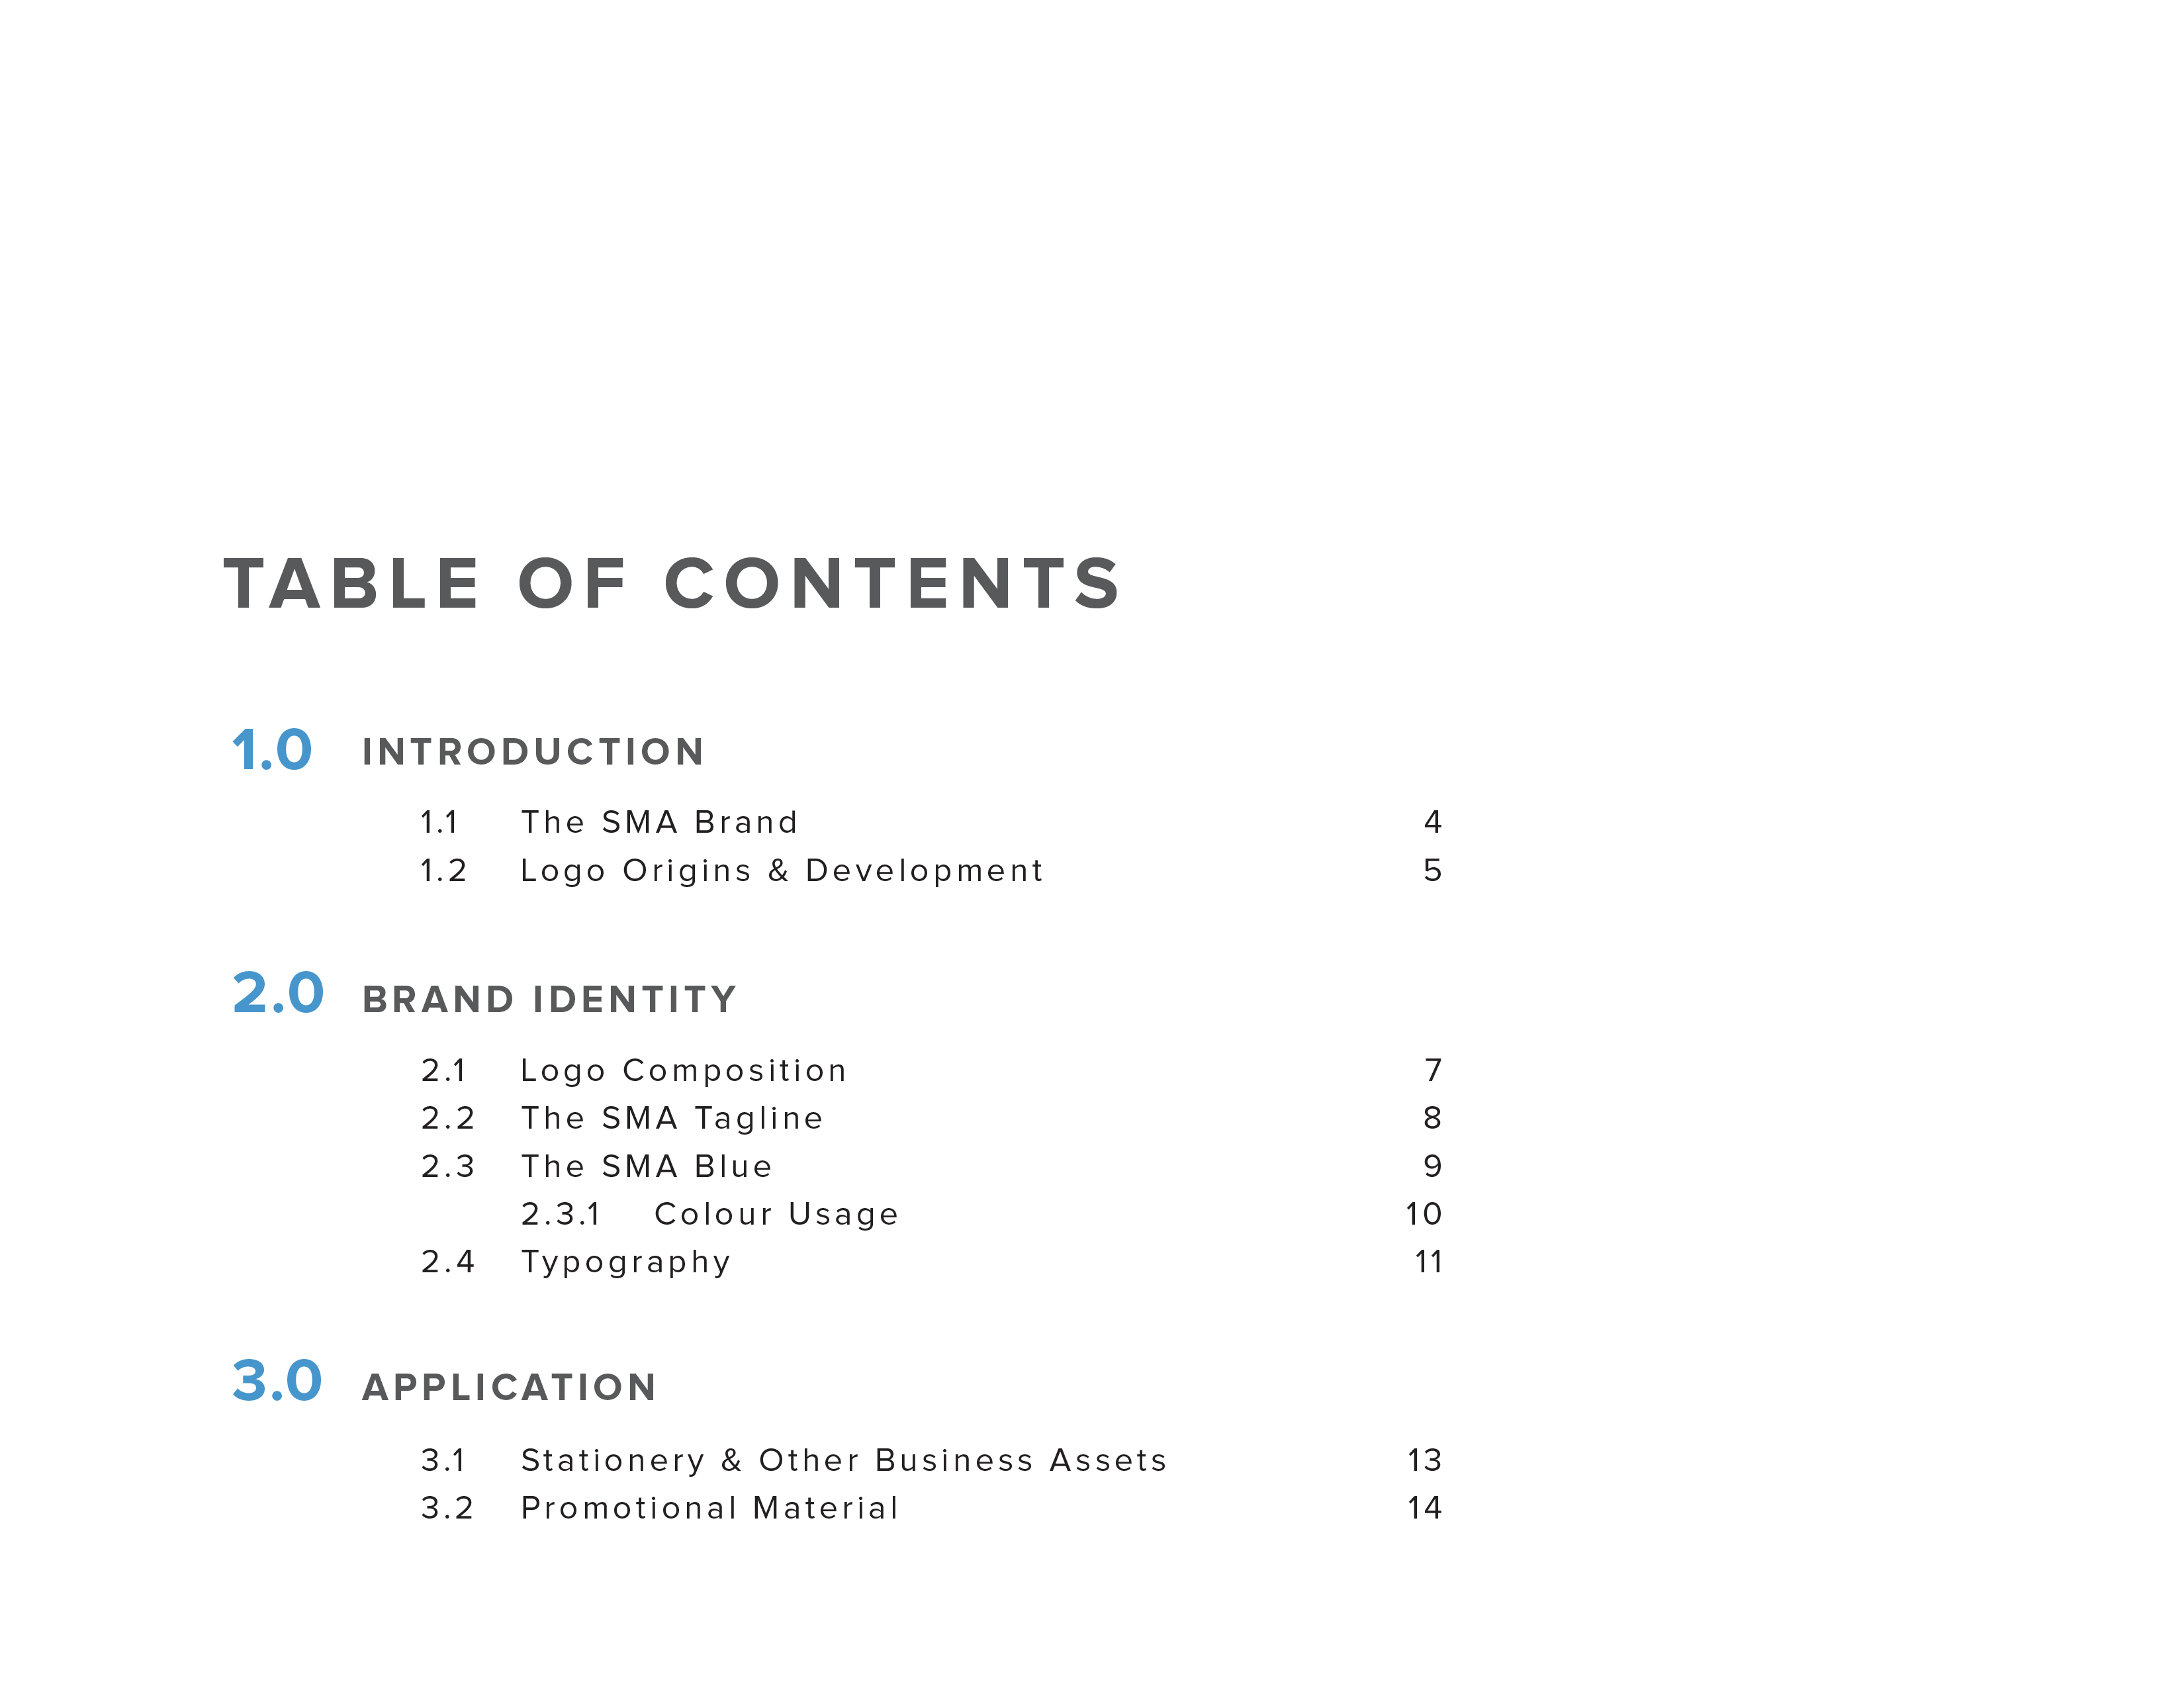 TABLE OF CONTENTS
1.0 INTRODUCTION
1.1 The SMA Brand 4
1.2 Logo Origins & Development 5
2.0 BRAND IDENTITY
2.1 Logo Composition 7
2.2 The SMA Tagline 8
2.3 The SMA Blue 9
2.3.1 Colour Usage 10
2.4 Typography 11
3.0 APPLICATION
3.1 Stationery & Other Business Assets 13
3.2 Promotional Material 14